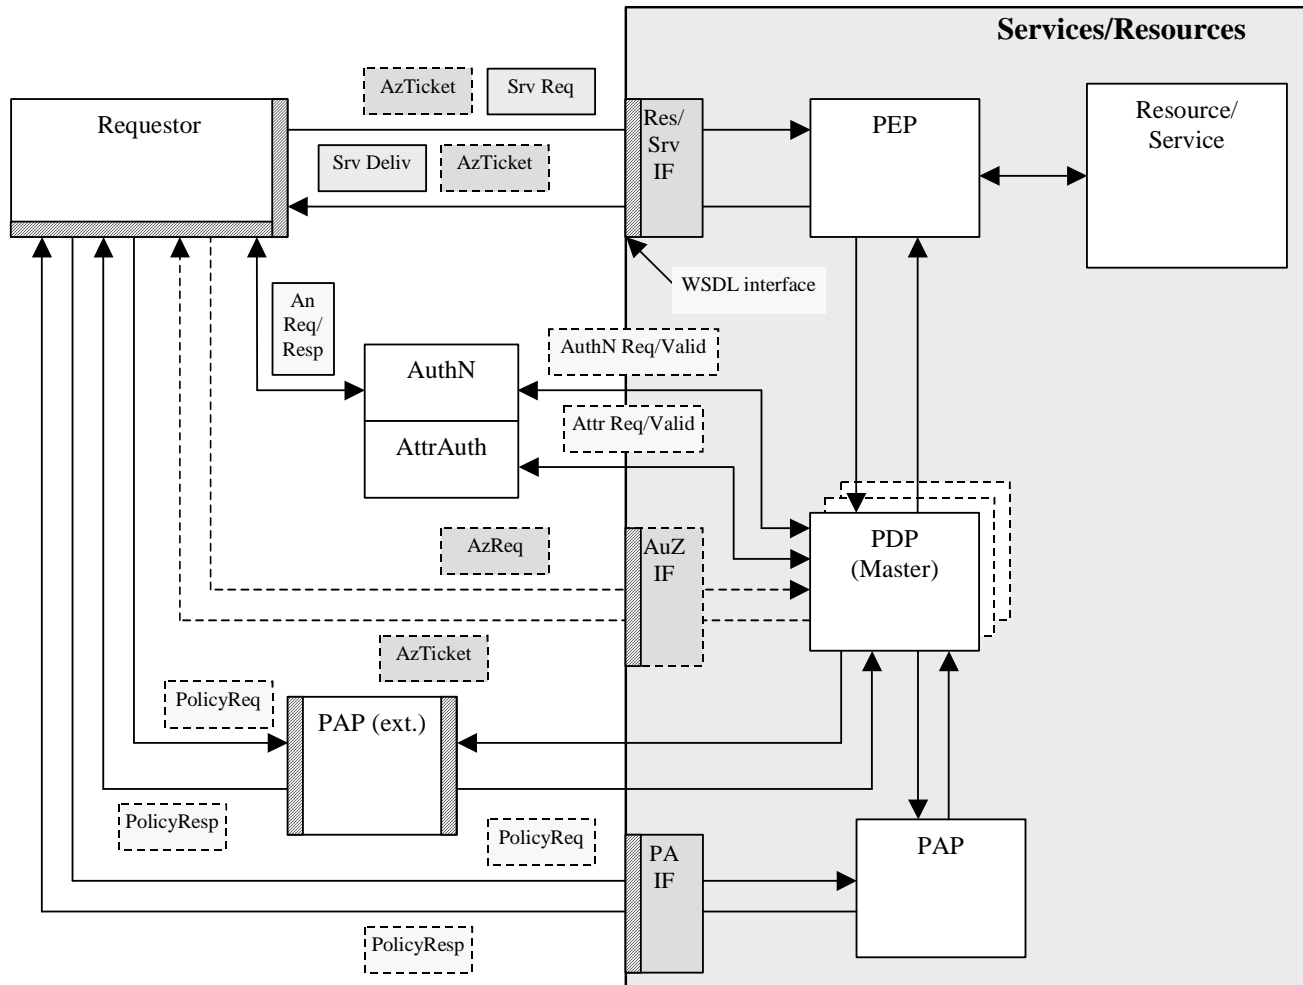 Services/Resources
AzTicket
Srv Req
Requestor
Res/
Srv
IF
PEP
Resource/
Service
Srv Deliv
AzTicket
WSDL interface
An
Req/
Resp
AuthN Req/Valid
AuthN
Attr Req/Valid
AttrAuth
AzReq
AuZ
IF
PDP
(Master)
AzTicket
PolicyReq
PAP (ext.)
PolicyResp
PolicyReq
PA
IF
PAP
PolicyResp